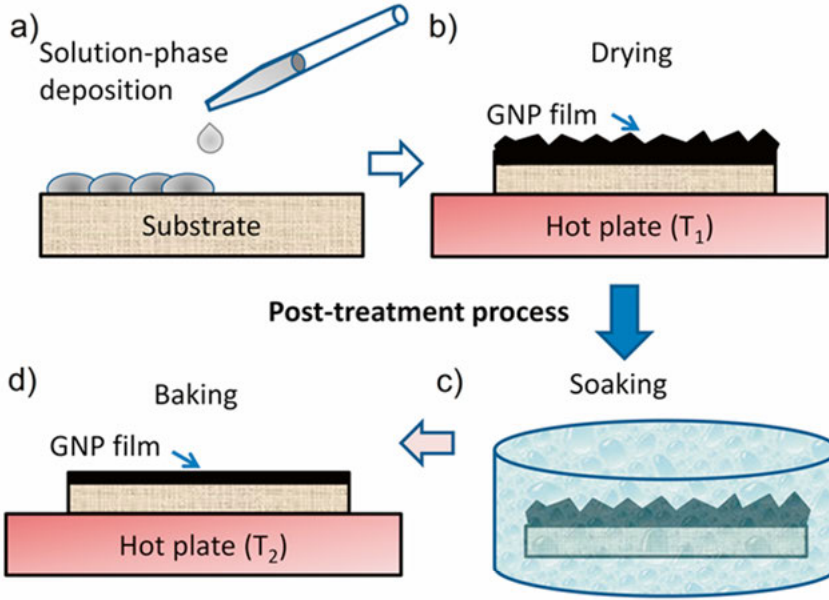 a)
Solution-phase
deposition
Substrate
b)
Drying
GNP film
Hot plate (T₁)
Post-treatment process
c)
Soaking
d)
Baking
GNP film
Hot plate (T₂)